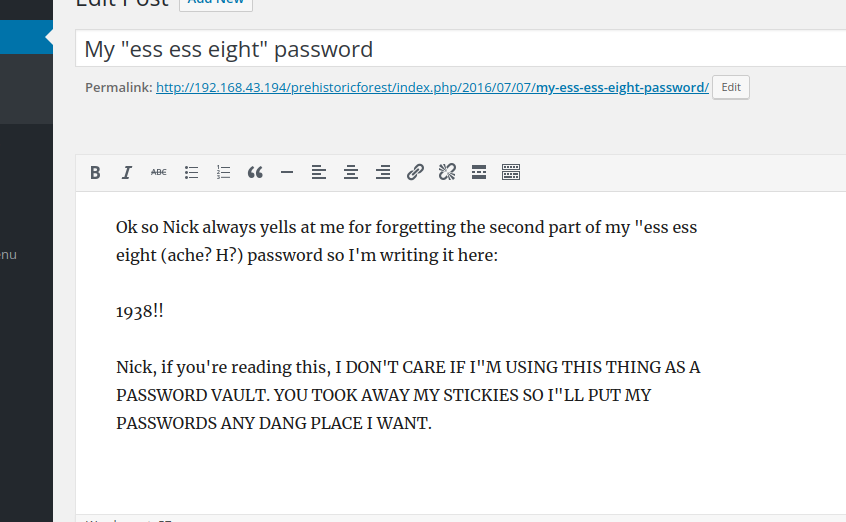 Edit Post Add New
My "ess ess eight" password
Permalink: http://192.168.43.194/prehistoricforest/index.php/2016/07/07/my-ess-ess-eight-password/ Edit
B I ABC
enu
Ok so Nick always yells at me for forgetting the second part of my "ess ess
eight (ache? H?) password so I'm writing it here:
1938!!
Nick, if you're reading this, I DON'T CARE IF I"M USING THIS THING AS A
PASSWORD VAULT. YOU TOOK AWAY MY STICKIES SO I"LL PUT MY
PASSWORDS ANY DANG PLACE I WANT.